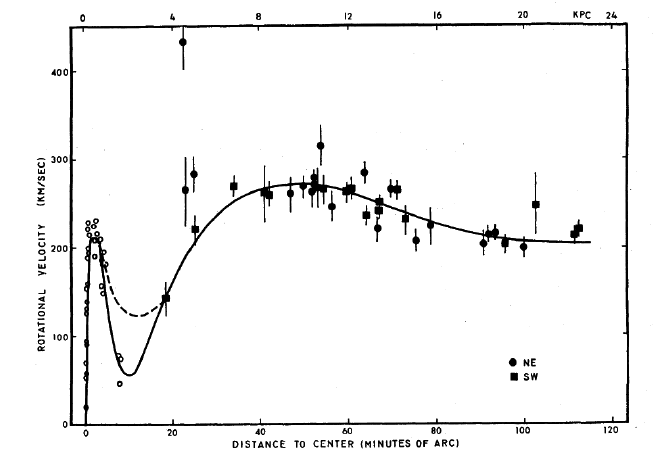 0 4 8 12 16 20 KPC 24
400
300
200
100
0
ROTATIONAL VELOCITY (KM/SEC)
NE
SW
0 20 40 60 80 100 120
DISTANCE TO CENTER (MINUTES OF ARC)